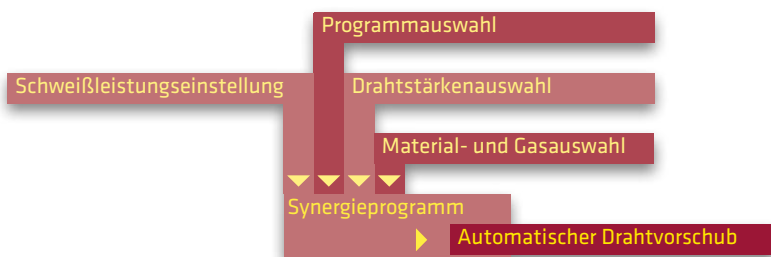 Programmauswahl
Schweißleistungseinstellung
Drahtstärkenauswahl
Material- und Gasauswahl
Synergieprogramm
Automatischer Drahtvorschub